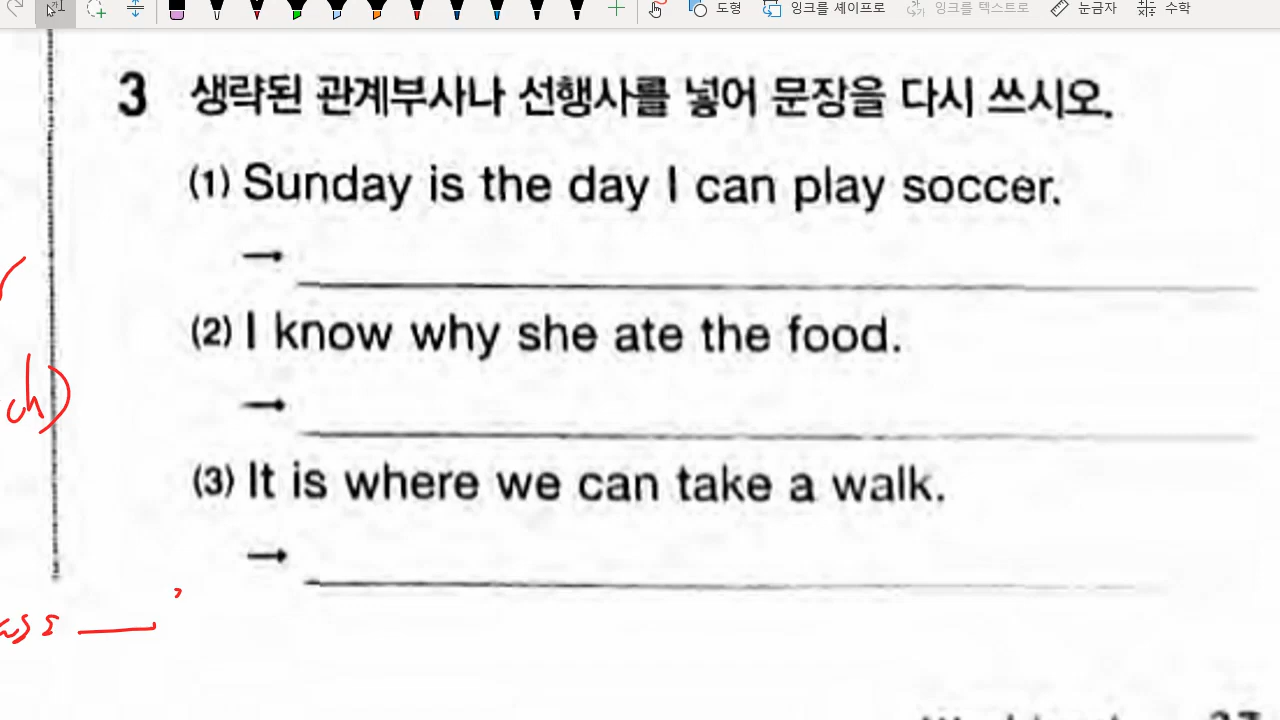 도형 잉크를 셰이프로 잉크를 텍스트로 눈금자 수학
3 생략된 관계부사나 선행사를 넣어 문장을 다시 쓰시오.
(1) Sunday is the day I can play soccer.
→
(2) I know why she ate the food.
→
(3) It is where we can take a walk.
→
ch)